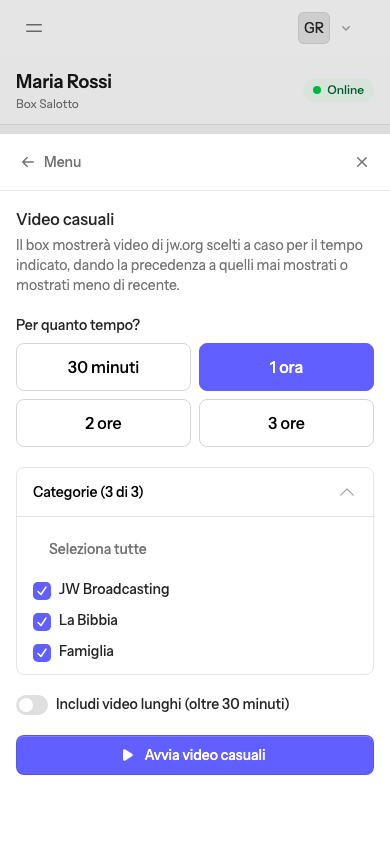 GR
Maria Rossi
Box Salotto
Online
Menu
Video casuali
Il box mostrerà video di jw.org scelti a caso per il tempo
indicato, dando la precedenza a quelli mai mostrati o
mostrati meno di recente.
Per quanto tempo?
30 minuti
1 ora
2 ore
3 ore
Categorie (3 di 3)
Seleziona tutte
JW Broadcasting
La Bibbia
Famiglia
Includi video lunghi (oltre 30 minuti)
Avvia video casuali